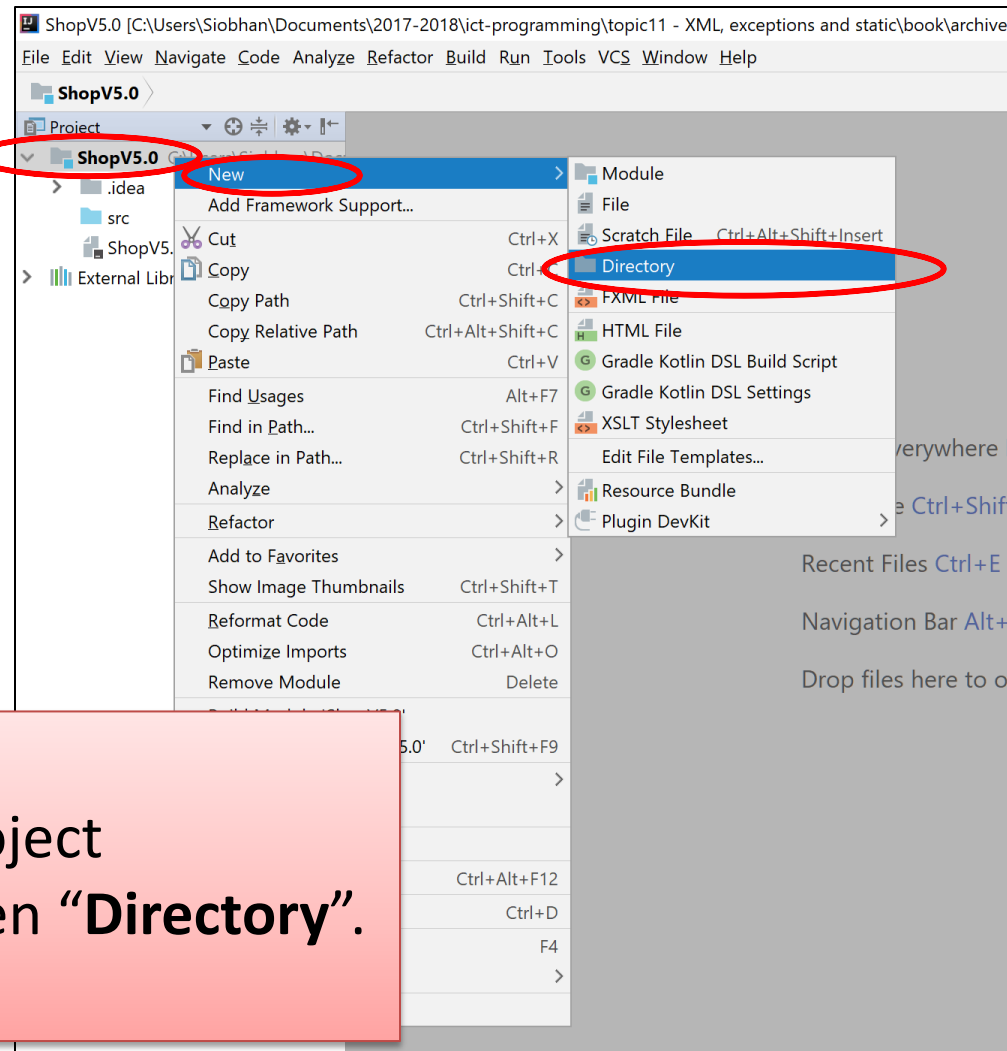 ShopV5.0 [C:\Users\Siobhan\Documents\2017-2018\ict-programming\topic11 - XML, exceptions and static\book\archive
File Edit View Navigate Code Analyze Refactor Build Run Tools VCS Window Help
ShopV5.0
Project
ShopV5.0
.idea
src
ShopV5.
External Libr
New
Add Framework Support...
Cut Ctrl+X
Copy Ctrl+C
Copy Path Ctrl+Shift+C
Copy Relative Path Ctrl+Alt+Shift+C
Paste Ctrl+V
Find Usages Alt+F7
Find in Path... Ctrl+Shift+F
Replace in Path... Ctrl+Shift+R
Analyze
Refactor
Add to Favorites
Show Image Thumbnails Ctrl+Shift+T
Reformat Code Ctrl+Alt+L
Optimize Imports Ctrl+Alt+O
Remove Module Delete
5.0' Ctrl+Shift+F9
Ctrl+Alt+F12
Ctrl+D
F4
Module
File
Scratch File Ctrl+Alt+Shift+Insert
Directory
FXML File
HTML File
Gradle Kotlin DSL Build Script
Gradle Kotlin DSL Settings
XSLT Stylesheet
Edit File Templates...
Resource Bundle
Plugin DevKit
verywhere
e Ctrl+Shif
Recent Files Ctrl+E
Navigation Bar Alt+
Drop files here to o
ject
en “Directory”.